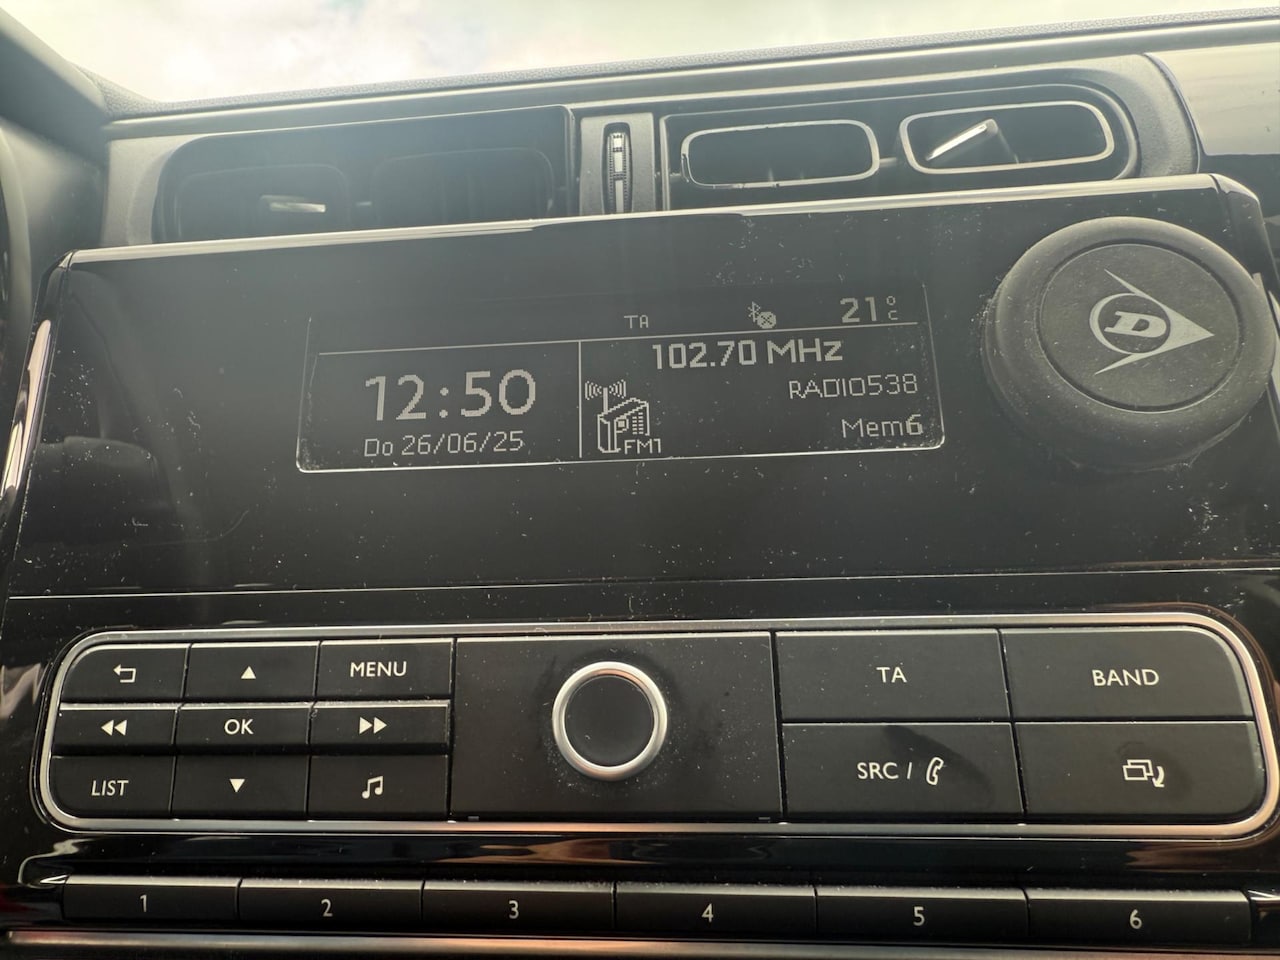 TA 21°C
102.70 MHz
12:50
RADIO538
Do 26/06/25
FM1
Mem6
D
MENU
TA
BAND
OK
SRC /
LIST
1 2 3 4 5 6